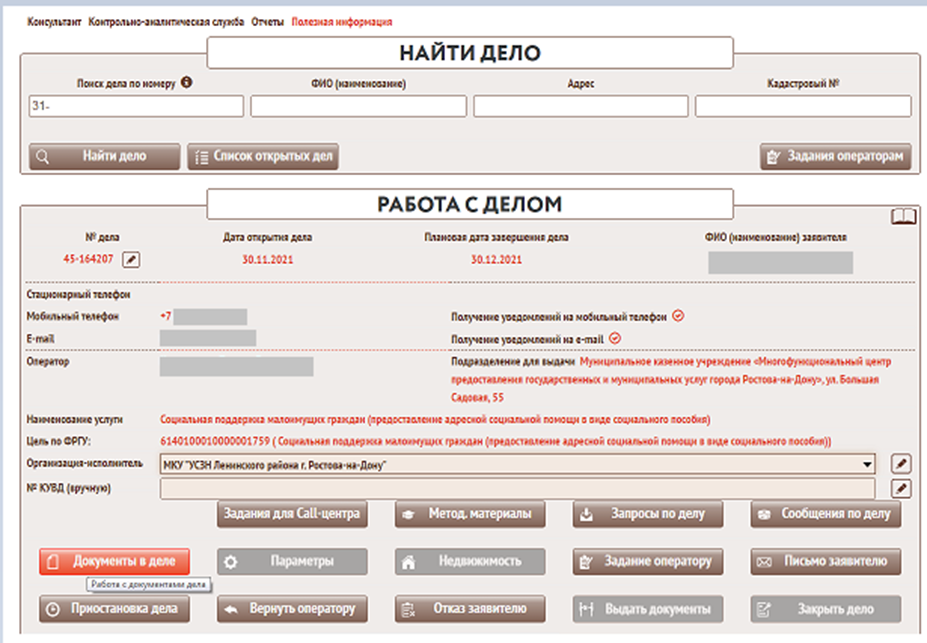 Консультант Контрольно-аналитическая служба Отчеты Полезная информация
НАЙТИ ДЕЛО
Поиск дела по номеру ФИО (наименование) Адрес Кадастровый №
31-
Найти дело Список открытых дел Задания операторам
РАБОТА С ДЕЛОМ
№ дела Дата открытия дела Плановая дата завершения дела ФИО (наименование) заявителя
45-164207 30.11.2021 30.12.2021
Стационарный телефон
Мобильный телефон +7 Получение уведомлений на мобильный телефон
E-mail Получение уведомлений на e-mail
Оператор Подразделение для выдачи Муниципальное казенное учреждение «Многофункциональный центр
предоставления государственных и муниципальных услуг города Ростова-на-Дону», ул. Большая
Садовая, 55
Наименование услуги Социальная поддержка малоимущих граждан (предоставление адресной социальной помощи в виде социального пособия)
Цель по ФРГУ: 6140100010000001759 ( Социальная поддержка малоимущих граждан (предоставление адресной социальной помощи в виде социального пособия))
Организация-исполнитель МКУ "УСЗН Ленинского района г. Ростова-на-Дону"
№ КУВД (вручную)
Задания для Call-центра Метод. материалы Запросы по делу Сообщения по делу
Документы в деле Параметры Недвижимость Задание оператору Письмо заявителю
Работа с документами дела
Приостановка дела Вернуть оператору Отказ заявителю Выдать документы Закрыть дело